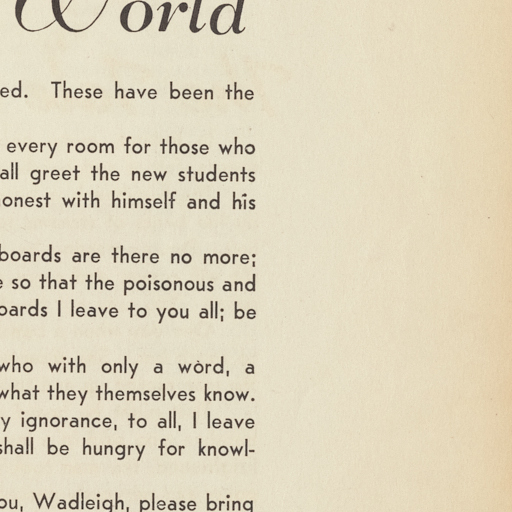 World
ed. These have been the
every room for those who
all greet the new students
onest with himself and his
boards are there no more;
e so that the poisonous and
oards I leave to you all; be
who with only a wòrd, a
what they themselves know.
y ignorance, to all, I leave
shall be hungry for knowl-
ou, Wadleigh, please bring